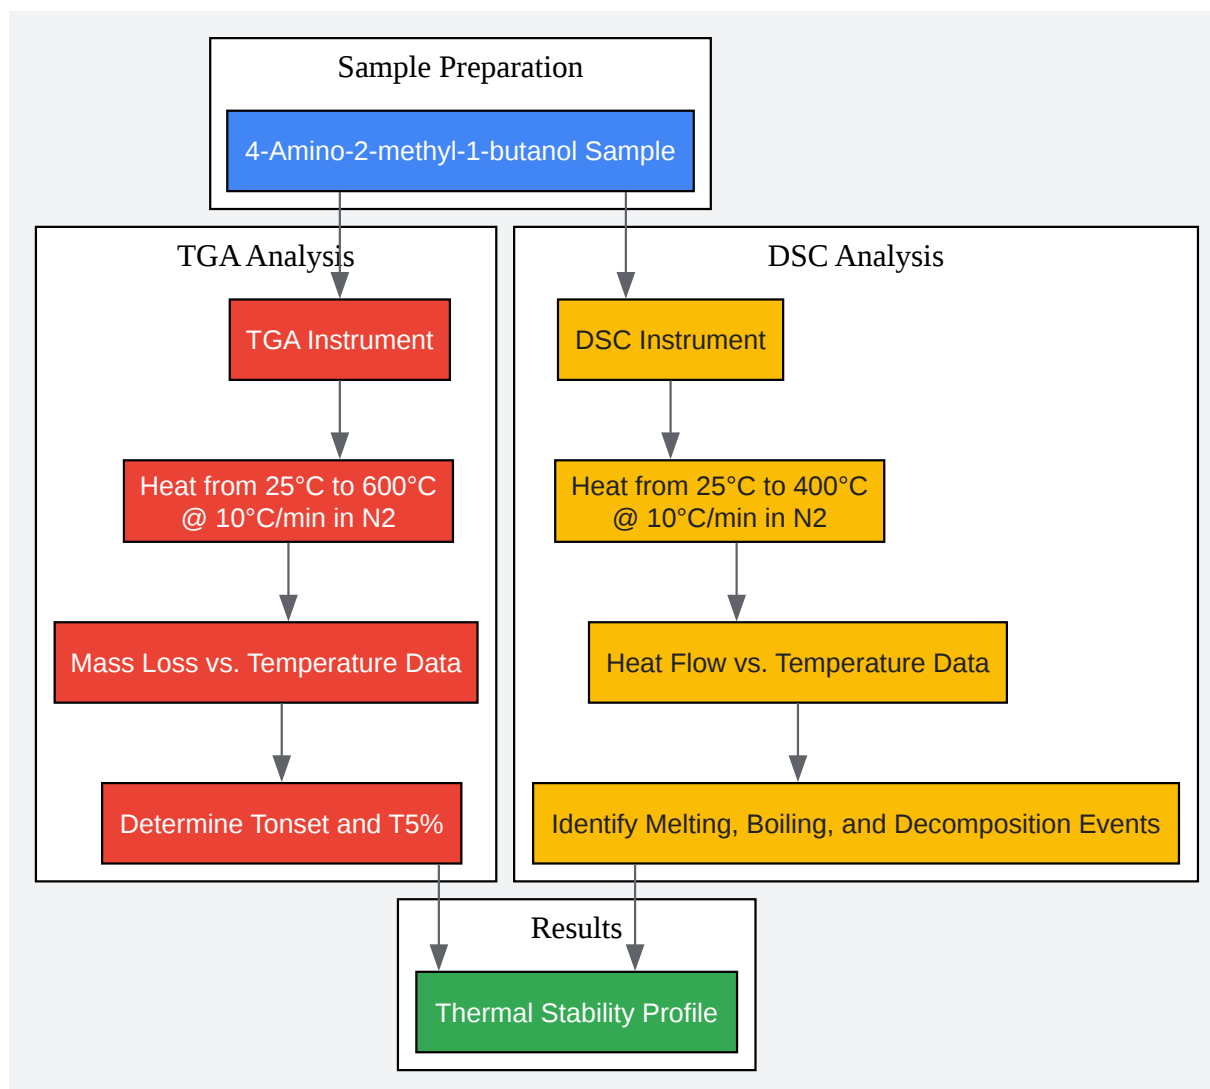 Sample Preparation
4-Amino-2-methyl-1-butanol Sample
TGA Analysis
TGA Instrument
Heat from 25°C to 600°C
@ 10°C/min in N2
Mass Loss vs. Temperature Data
Determine Tonset and T5%
DSC Analysis
DSC Instrument
Heat from 25°C to 400°C
@ 10°C/min in N2
Heat Flow vs. Temperature Data
Identify Melting, Boiling, and Decomposition Events
Results
Thermal Stability Profile